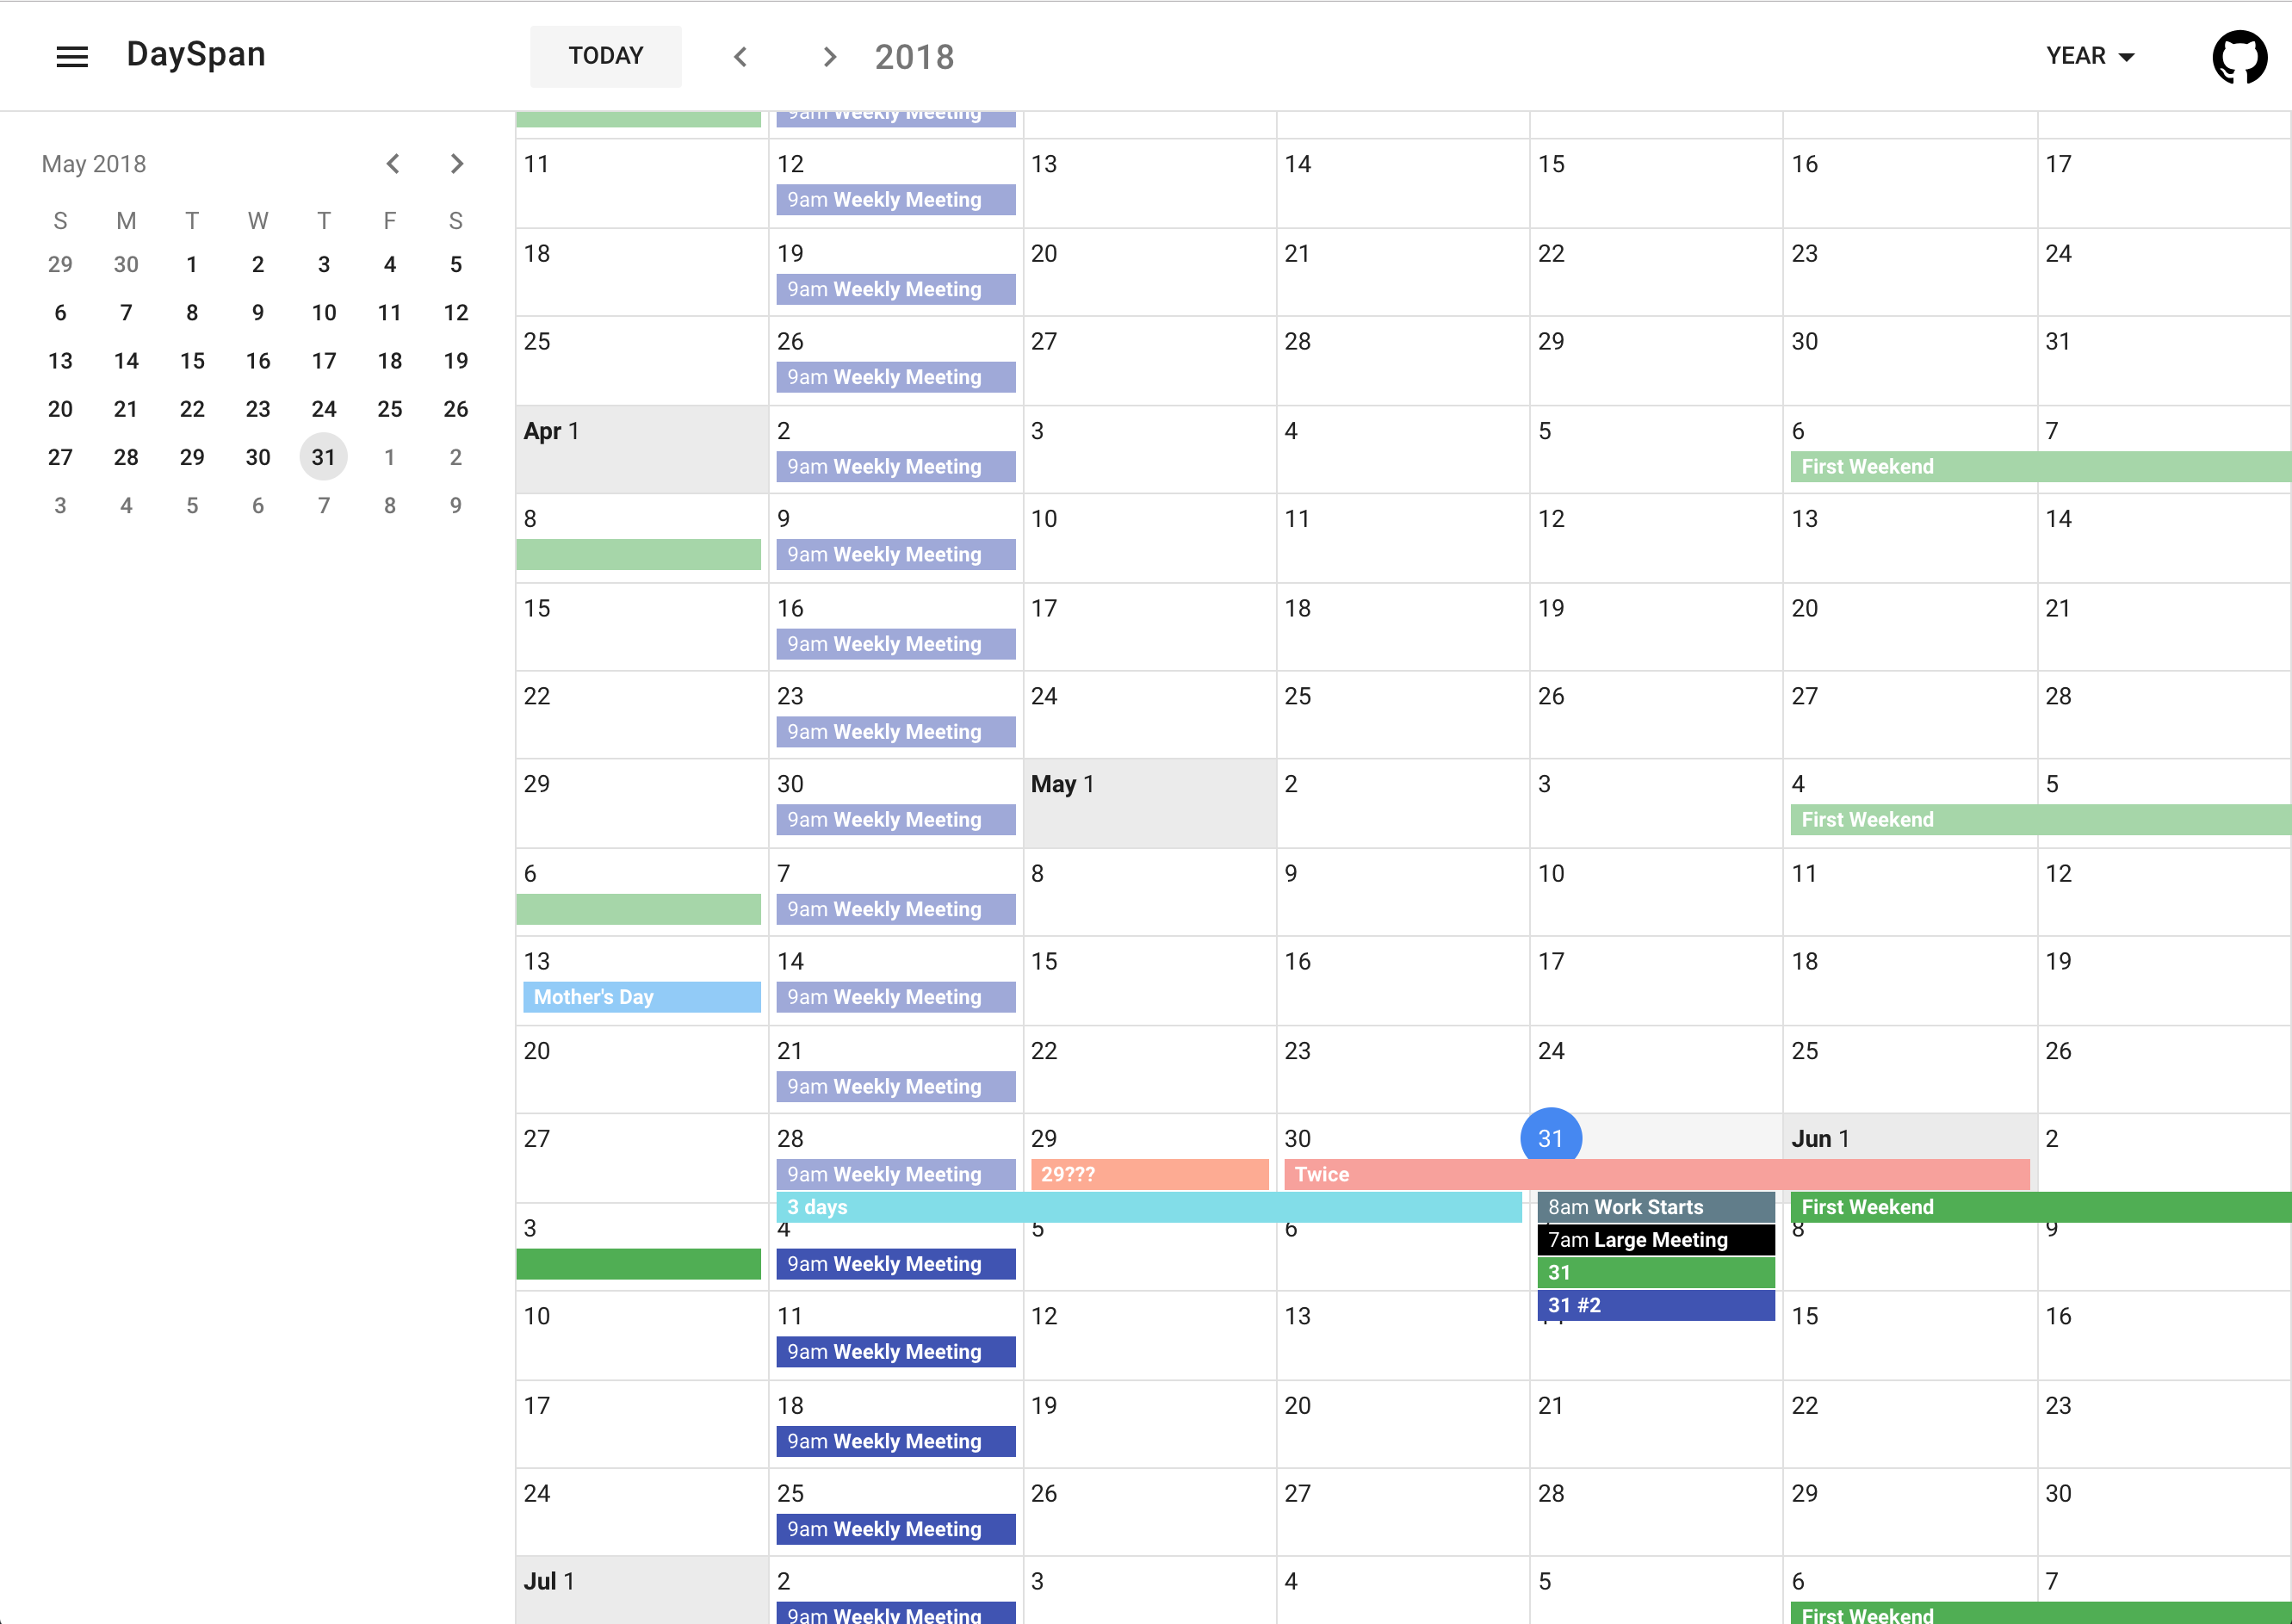 DaySpan
TODAY
2018
YEAR
May 2018
S M T W T F S
29 30 1 2 3 4 5
6 7 8 9 10 11 12
13 14 15 16 17 18 19
20 21 22 23 24 25 26
27 28 29 30 31 1 2
3 4 5 6 7 8 9
9am Weekly Meeting
11 12 13 14 15 16 17
9am Weekly Meeting
18 19 20 21 22 23 24
9am Weekly Meeting
25 26 27 28 29 30 31
9am Weekly Meeting
Apr 1 2 3 4 5 6 7
9am Weekly Meeting First Weekend
8 9 10 11 12 13 14
9am Weekly Meeting
15 16 17 18 19 20 21
9am Weekly Meeting
22 23 24 25 26 27 28
9am Weekly Meeting
29 30 May 1 2 3 4 5
9am Weekly Meeting First Weekend
6 7 8 9 10 11 12
9am Weekly Meeting
13 14 15 16 17 18 19
Mother's Day 9am Weekly Meeting
20 21 22 23 24 25 26
9am Weekly Meeting
27 28 29 30 31 Jun 1 2
9am Weekly Meeting 29??? Twice
3 days 8am Work Starts First Weekend
3 4 5 6 8 9
7am Large Meeting
9am Weekly Meeting 31
31 #2
10 11 12 13 15 16
9am Weekly Meeting
17 18 19 20 21 22 23
9am Weekly Meeting
24 25 26 27 28 29 30
9am Weekly Meeting
Jul 1 2 3 4 5 6 7
9am Weekly Meeting First Weekend